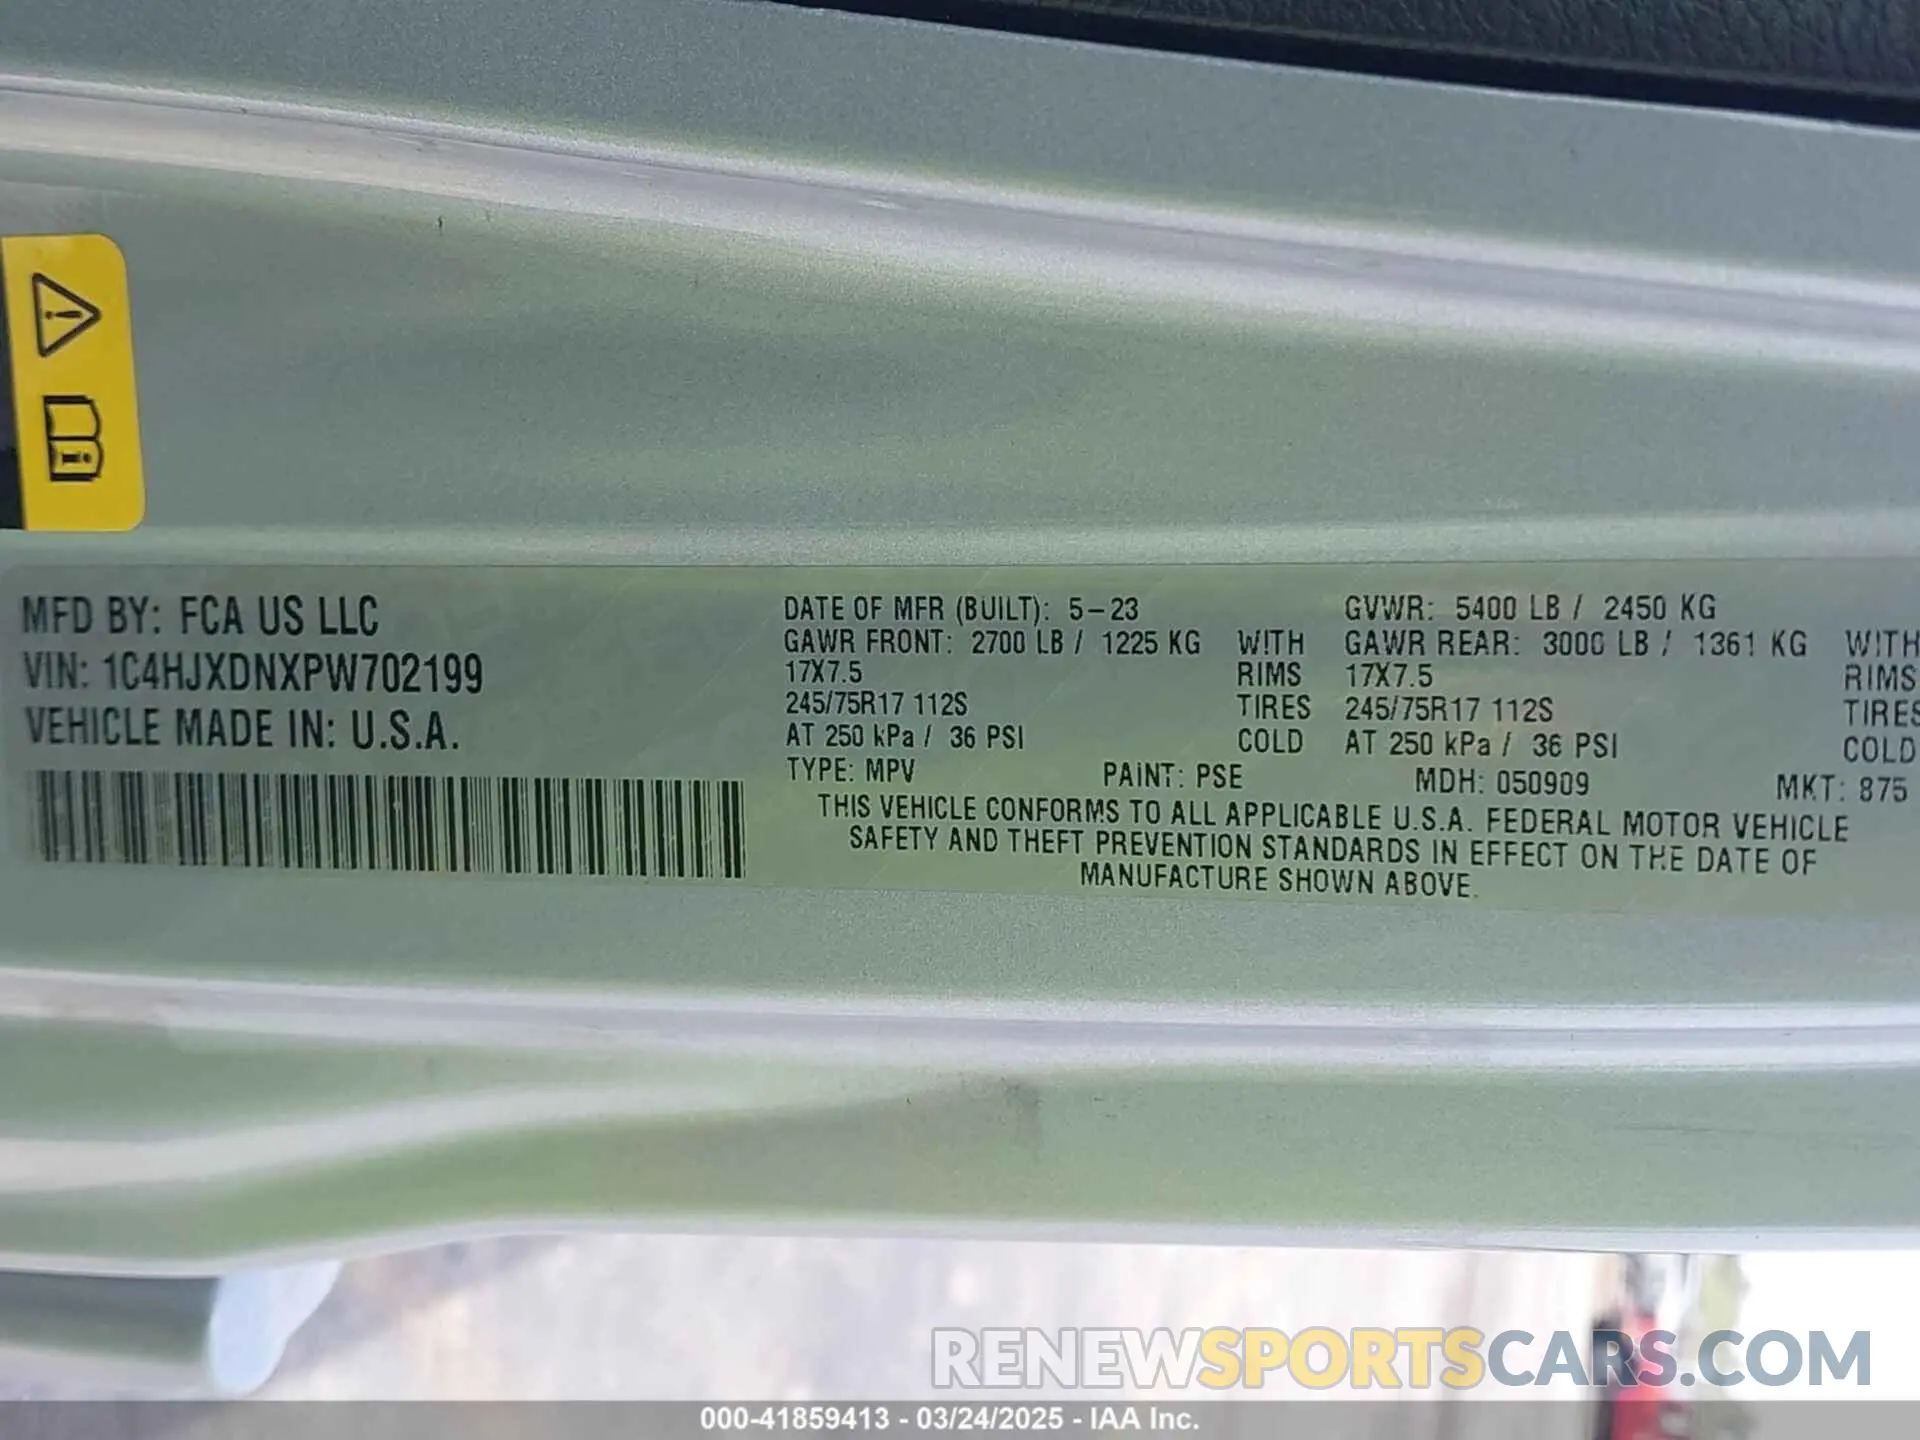 MFD BY: FCA US LLC
VIN: 1C4HJXDNXPW702199
VEHICLE MADE IN: U.S.A.
DATE OF MFR (BUILT): 5-23 GVWR: 5400 LB / 2450 KG
GAWR FRONT: 2700 LB / 1225 KG WITH GAWR REAR: 3000 LB / 1361 KG WITH
17X7.5 RIMS 17X7.5 RIMS
245/75R17 112S TIRES 245/75R17 112S TIRES
AT 250 kPa / 36 PSI COLD AT 250 kPa / 36 PSI COLD
TYPE: MPV PAINT: PSE MDH: 050909 MKT: 875
THIS VEHICLE CONFORMS TO ALL APPLICABLE U.S.A. FEDERAL MOTOR VEHICLE
SAFETY AND THEFT PREVENTION STANDARDS IN EFFECT ON THE DATE OF
MANUFACTURE SHOWN ABOVE.
RENEWSPORTSCARS.COM
000-41859413 - 03/24/2025 - IAA Inc.